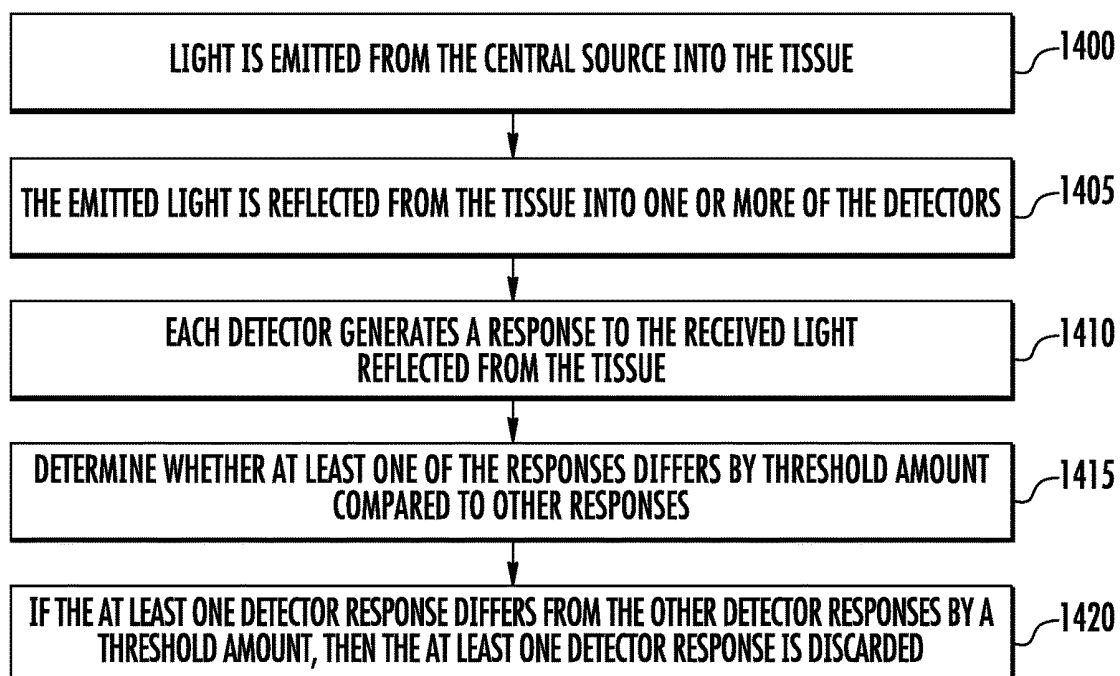 LIGHT IS EMITTED FROM THE CENTRAL SOURCE INTO THE TISSUE
1400
THE EMITTED LIGHT IS REFLECTED FROM THE TISSUE INTO ONE OR MORE OF THE DETECTORS
1405
EACH DETECTOR GENERATES A RESPONSE TO THE RECEIVED LIGHT
REFLECTED FROM THE TISSUE
1410
DETERMINE WHETHER AT LEAST ONE OF THE RESPONSES DIFFERS BY THRESHOLD AMOUNT
COMPARED TO OTHER RESPONSES
1415
IF THE AT LEAST ONE DETECTOR RESPONSE DIFFERS FROM THE OTHER DETECTOR RESPONSES BY A
THRESHOLD AMOUNT, THEN THE AT LEAST ONE DETECTOR RESPONSE IS DISCARDED
1420